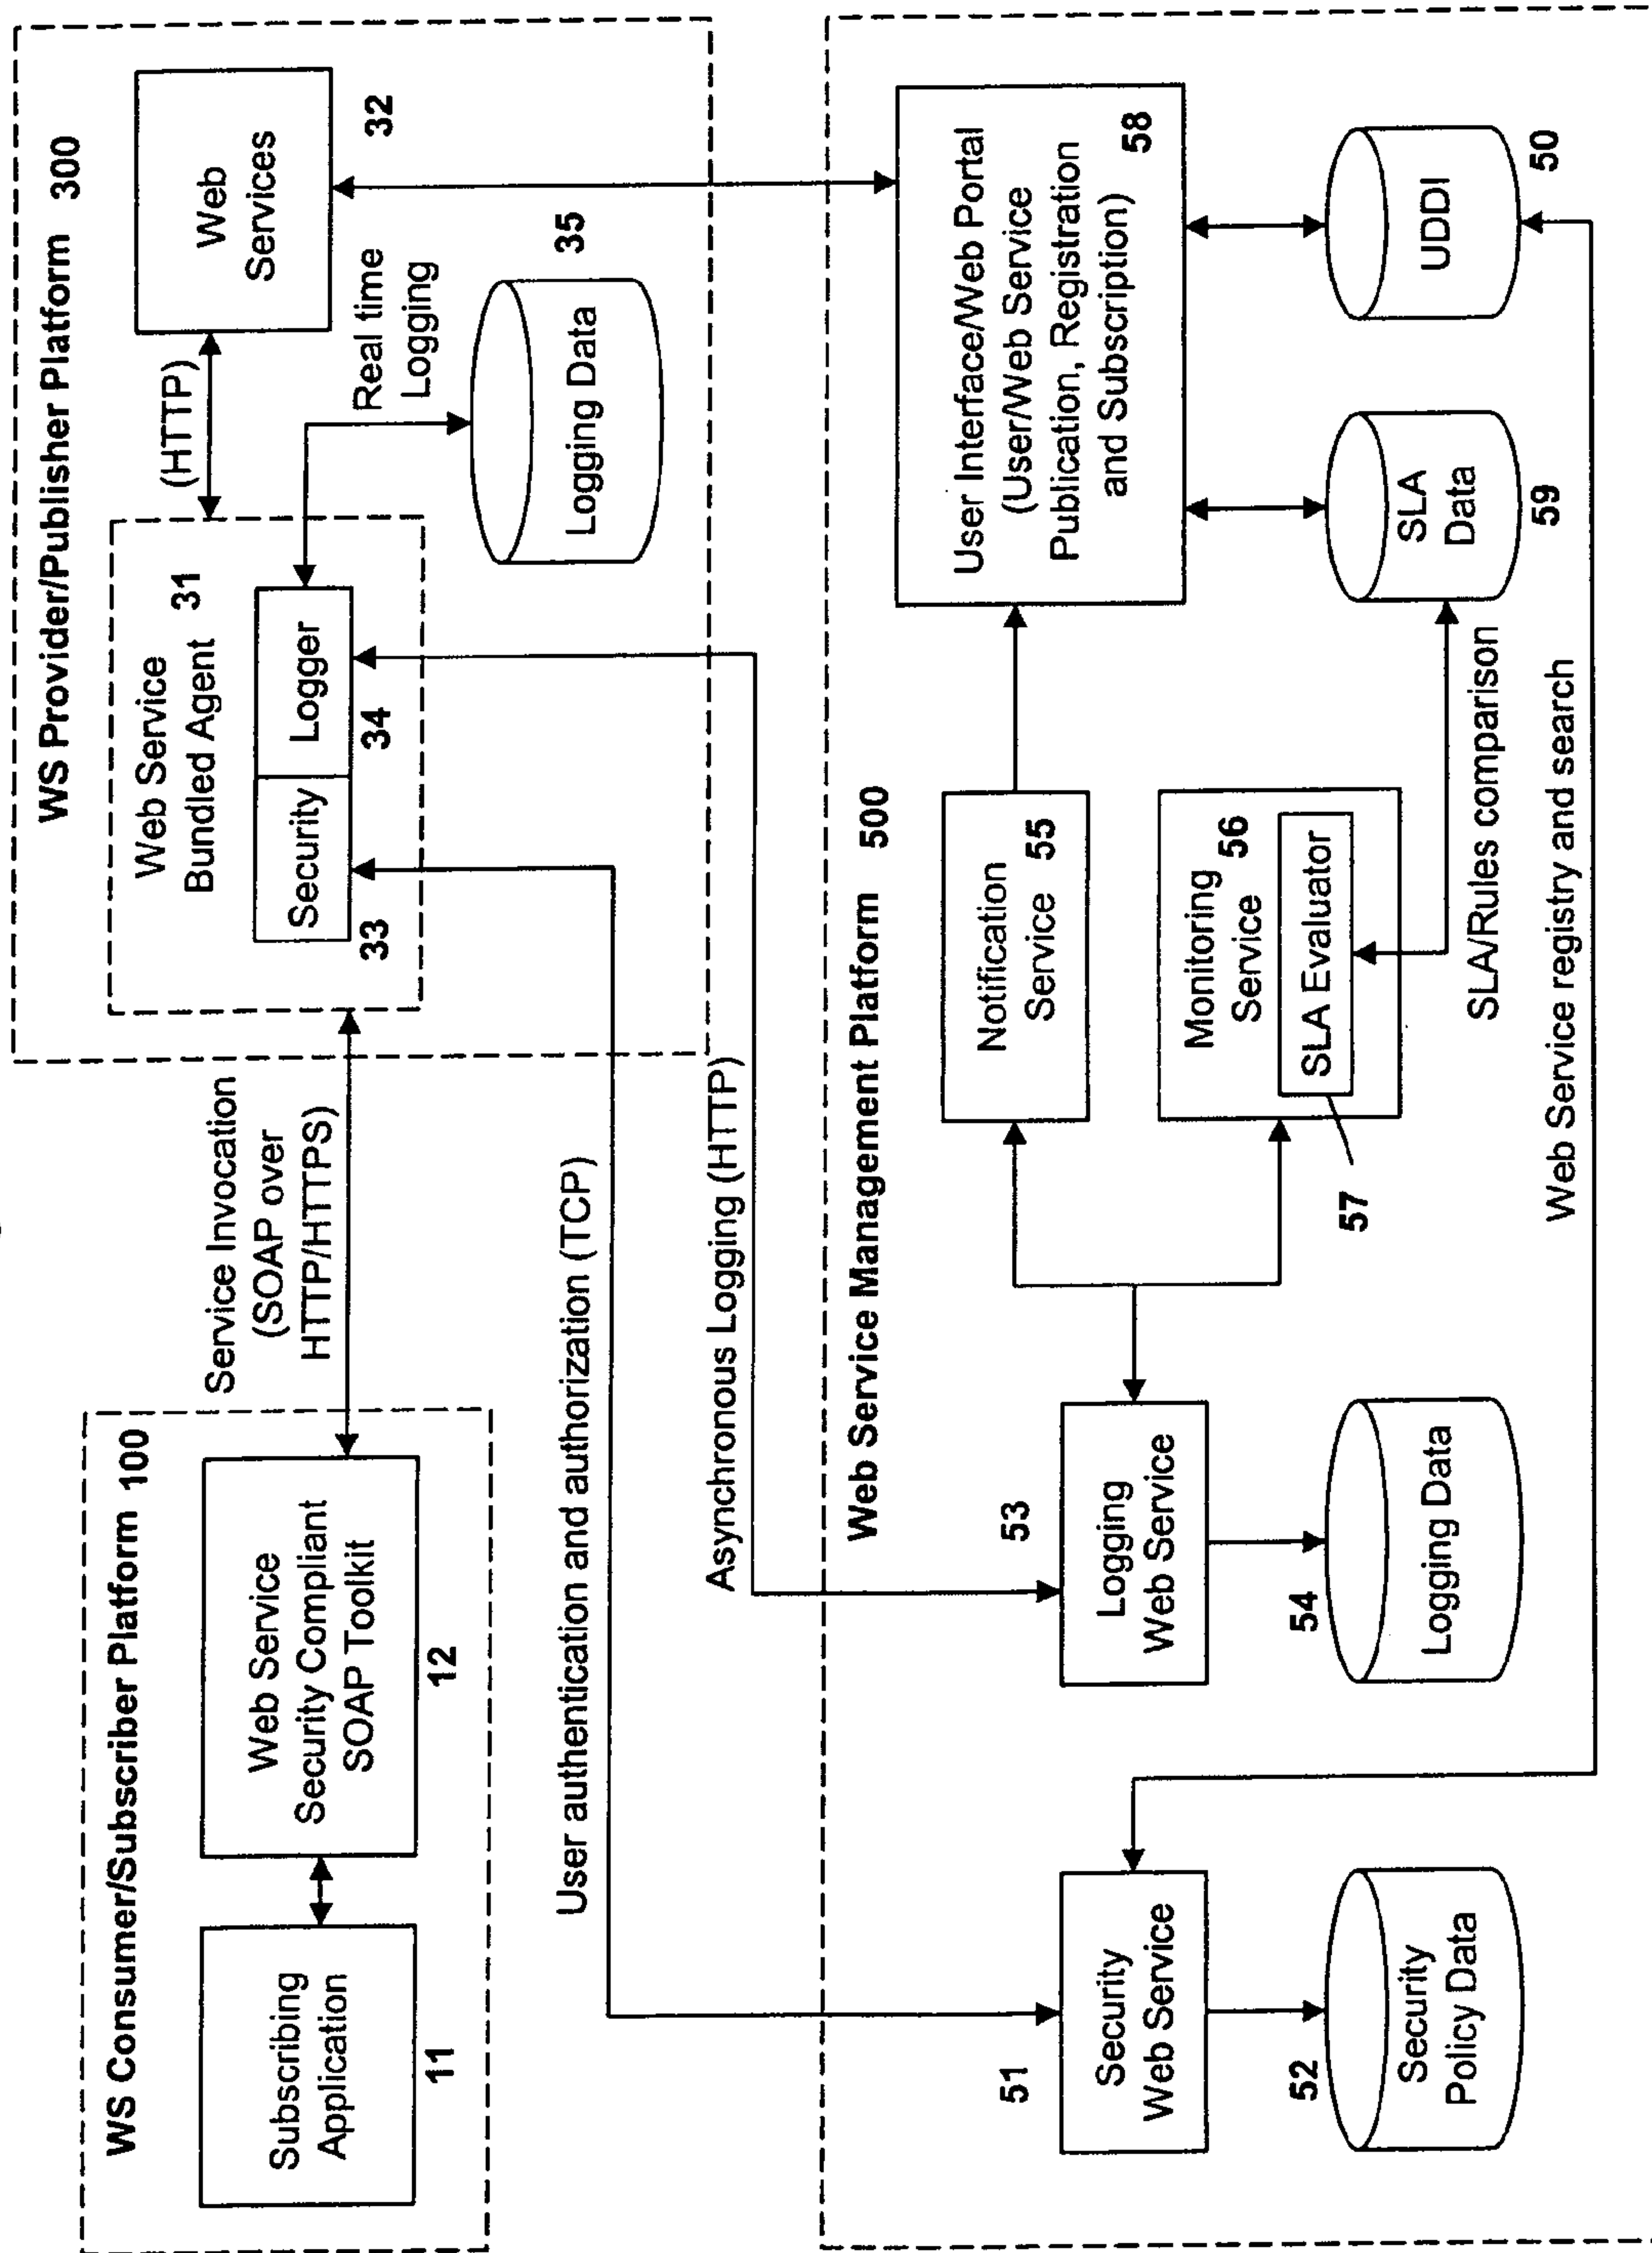 WS Consumer/Subscriber Platform 100
Subscribing
Application
11
Web Service
Security Compliant
SOAP Toolkit
12
Service Invocation
(SOAP over
HTTP/HTTPS)
WS Provider/Publisher Platform 300
Web Service
Bundled Agent 31
Security
Logger
33
34
(HTTP)
Web
Services
32
Real time
Logging
35
Logging Data
User authentication and authorization (TCP)
Asynchronous Logging (HTTP)
Web Service Management Platform 500
51
Security
Web Service
52
Security
Policy Data
53
Logging
Web Service
54
Logging Data
Notification
Service 55
Monitoring
Service 56
SLA Evaluator
57
User Interface/Web Portal
(User/Web Service
Publication, Registration
and Subscription)
58
SLA
Data
59
UDDI
50
SLA/Rules comparison
Web Service registry and search